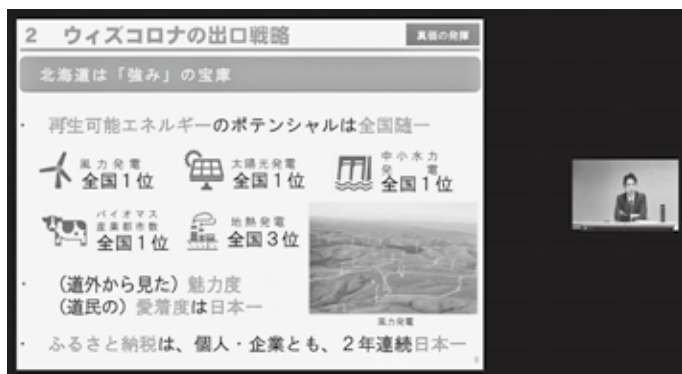 2 ウィズコロナの出口戦略
真価の発揮
北海道は「強み」の宝庫
・ 再生可能エネルギーのポテンシャルは全国随一
風力発電
全国1位
太陽光発電
全国1位
中小水力
発電
全国1位
バイオマス
産業都市数
全国1位
地熱発電
全国3位
・ (道外から見た)魅力度
(道民の)愛着度は日本一
風力発電
・ ふるさと納税は、個人・企業とも、2年連続日本一